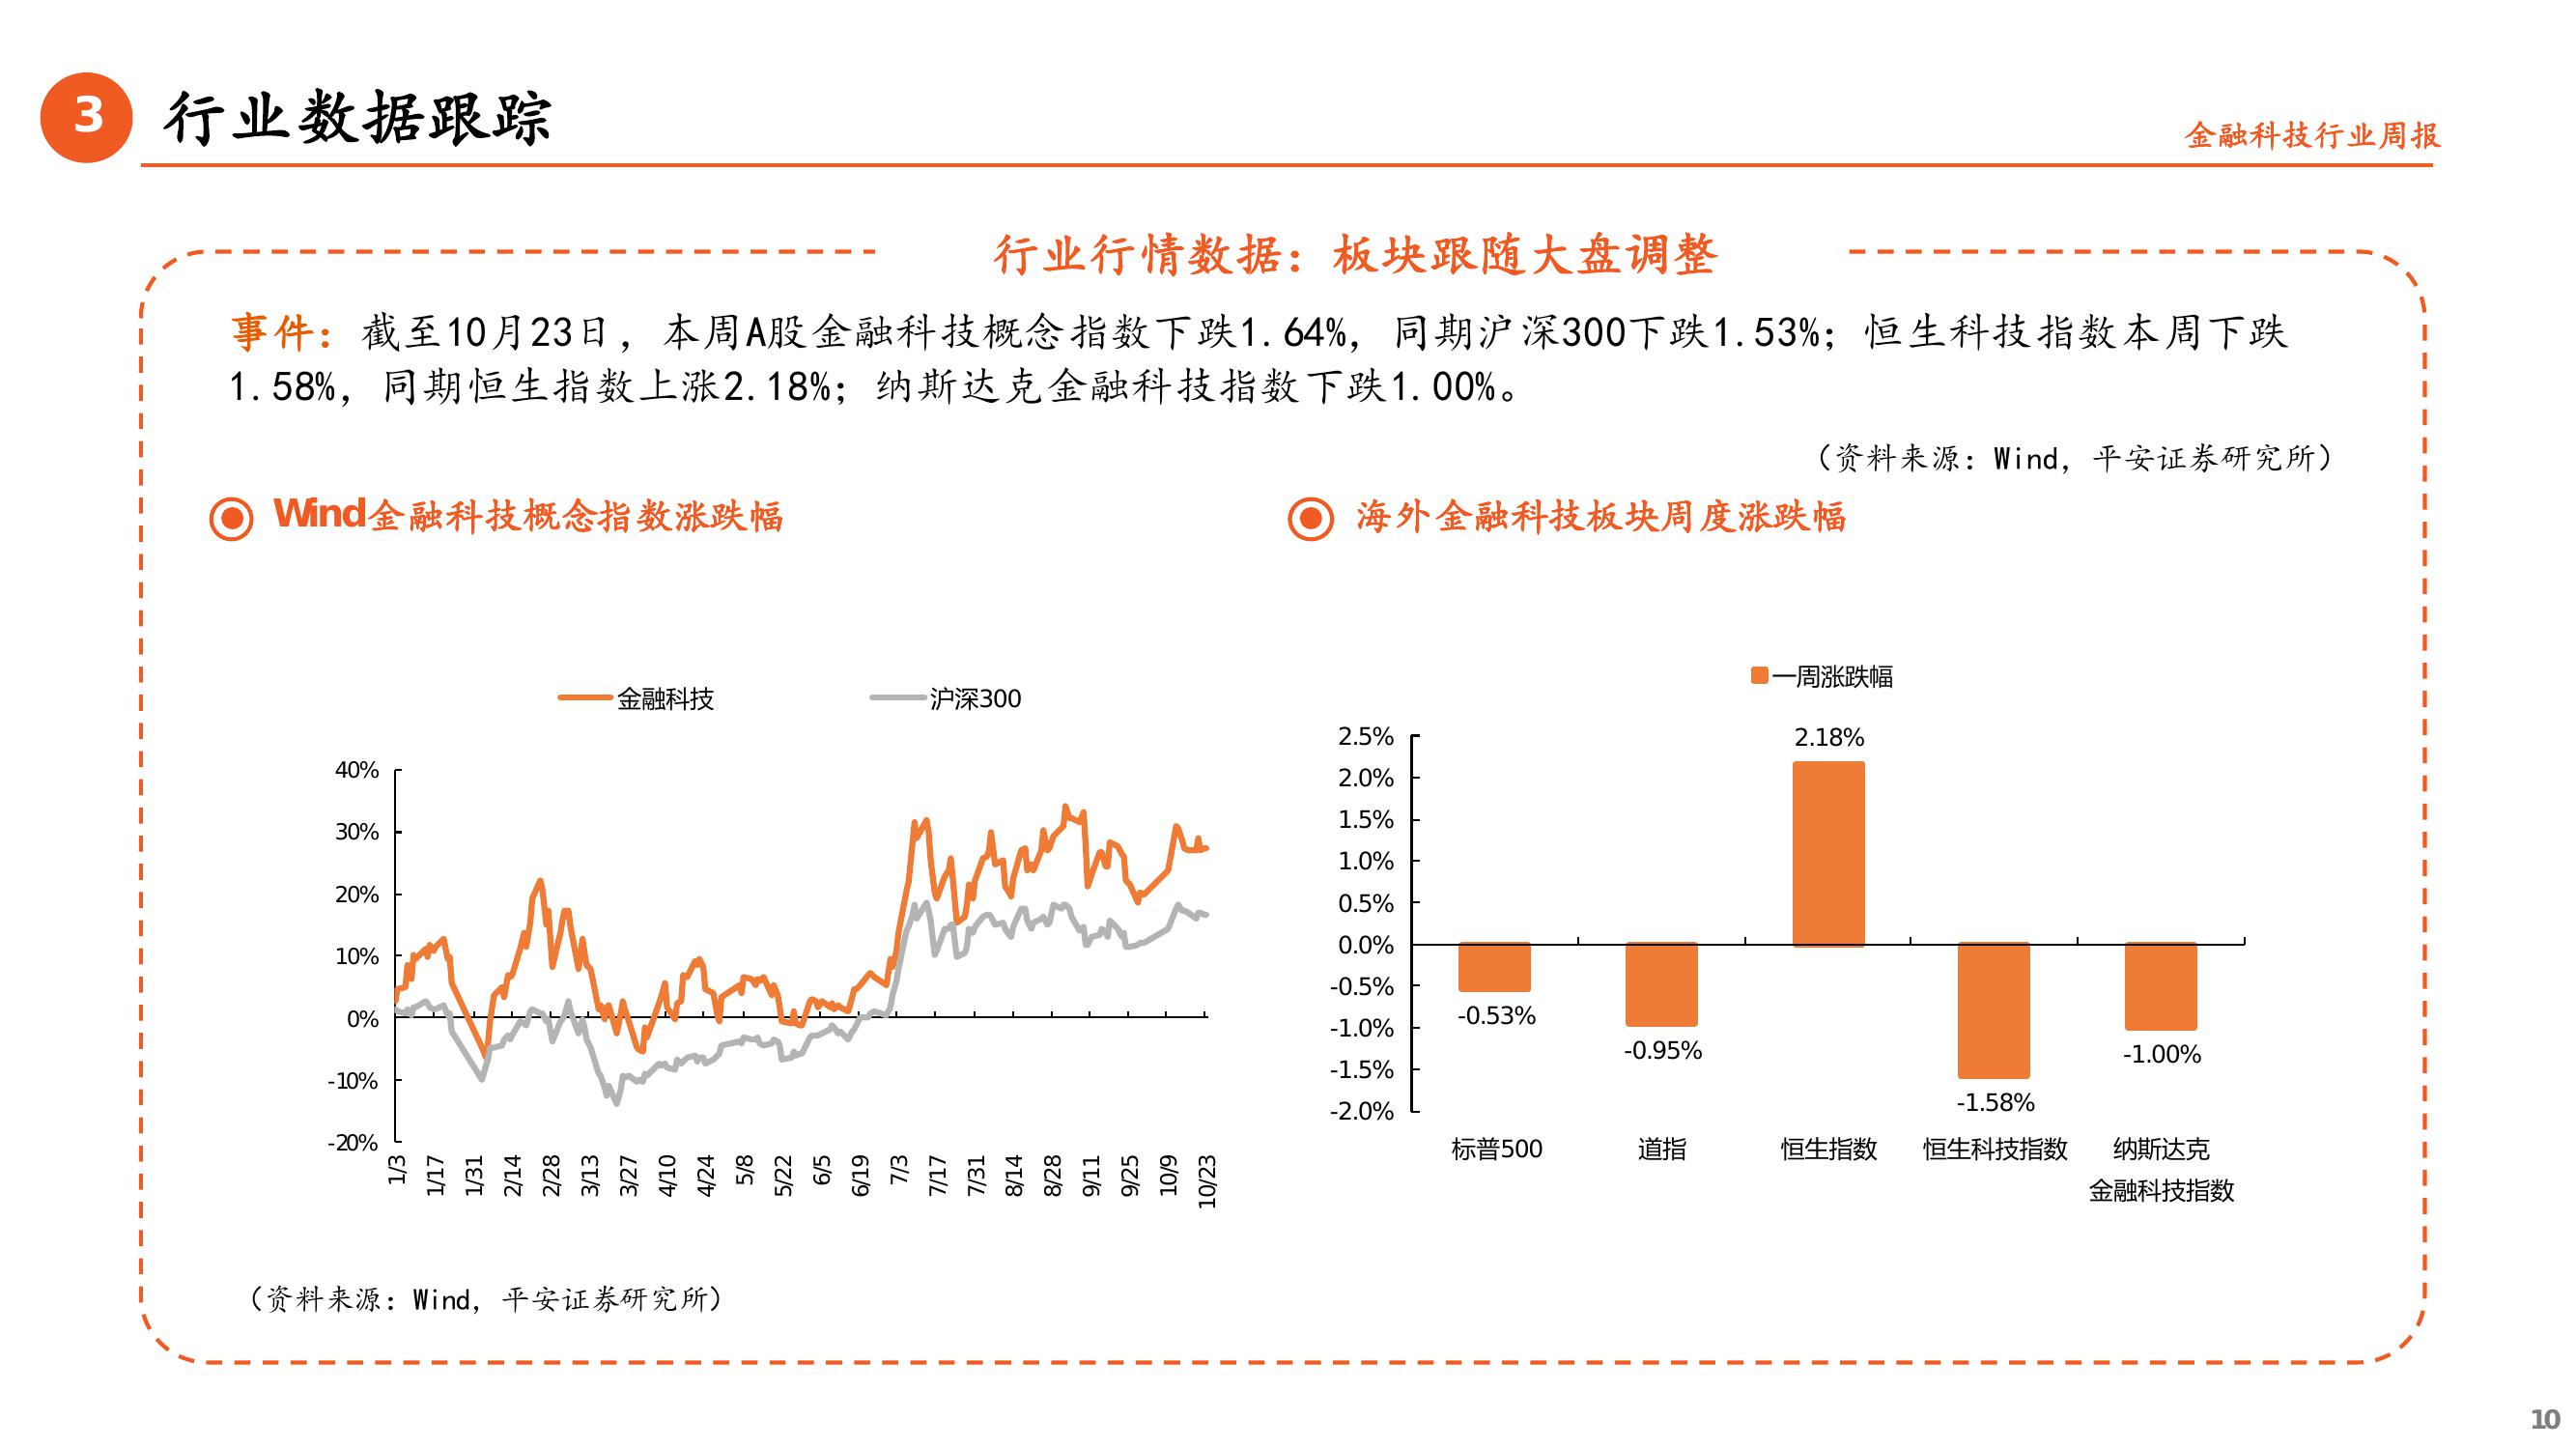 3
行业数据跟踪
金融科技行业周报
行业行情数据：板块跟随大盘调整
事件：截至10月23日，本周A股金融科技概念指数下跌1.64%，同期沪深300下跌1.53%；恒生科技指数本周下跌
1.58%，同期恒生指数上涨2.18%；纳斯达克金融科技指数下跌1.00%。
（资料来源：Wind，平安证券研究所）
Wind金融科技概念指数涨跌幅
金融科技 沪深300
40%
30%
20%
10%
0%
-10%
-20%
1/3 1/17 1/31 2/14 2/28 3/13 3/27 4/10 4/24 5/8 5/22 6/5 6/19 7/3 7/17 7/31 8/14 8/28 9/11 9/25 10/9 10/23
（资料来源：Wind，平安证券研究所）
海外金融科技板块周度涨跌幅
一周涨跌幅
2.5%
2.0%
1.5%
1.0%
0.5%
0.0%
-0.5%
-1.0%
-1.5%
-2.0%
-0.53%
-0.95%
2.18%
-1.58%
-1.00%
标普500 道指 恒生指数 恒生科技指数 纳斯达克
金融科技指数
10